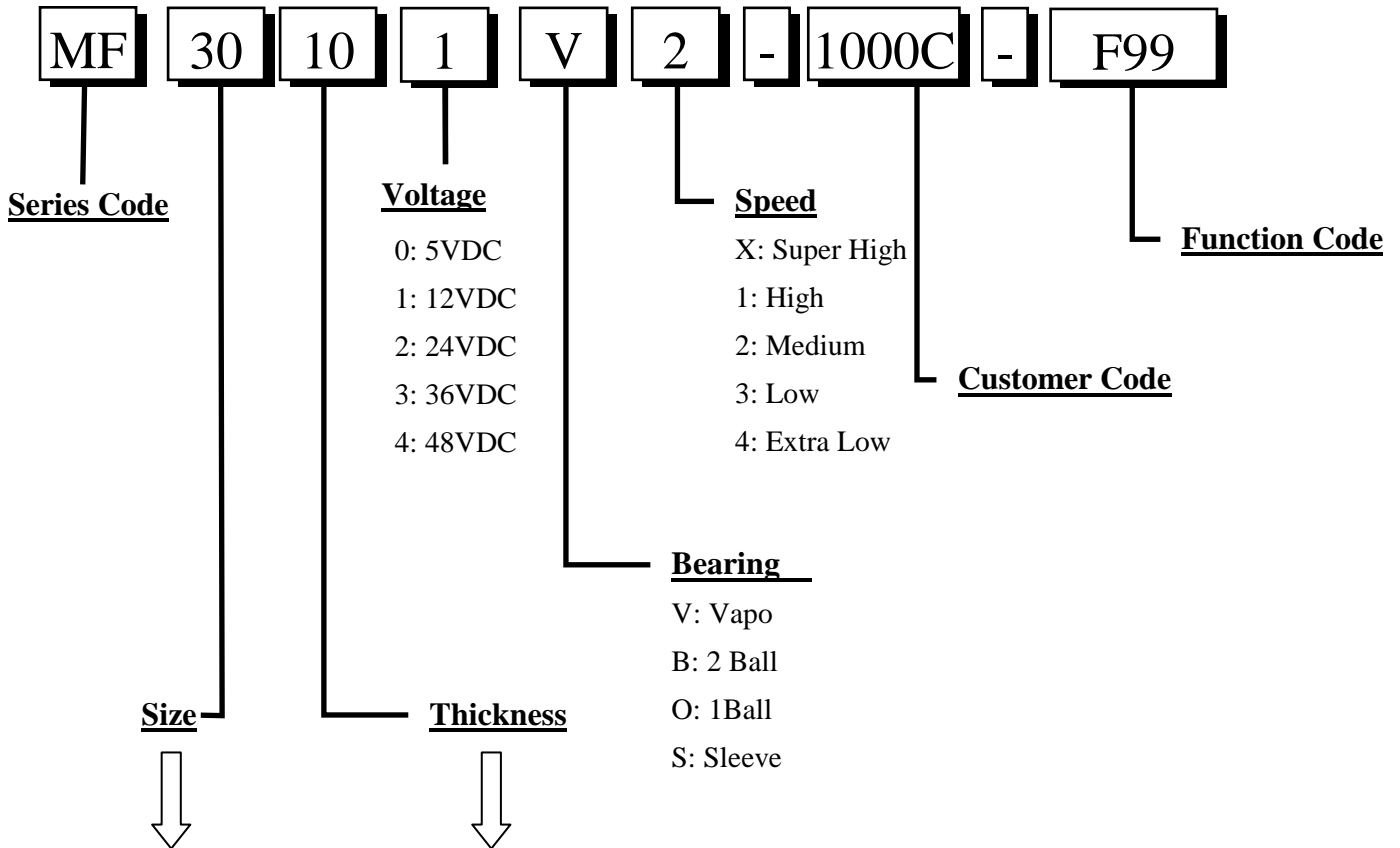 MF 30 10 1 V 2 - 1000C - F99
Series Code
Voltage
0: 5VDC
1: 12VDC
2: 24VDC
3: 36VDC
4: 48VDC
Speed
X: Super High
1: High
2: Medium
3: Low
4: Extra Low
Function Code
Customer Code
Bearing
V: Vapo
B: 2 Ball
O: 1Ball
S: Sleeve
Size
Thickness